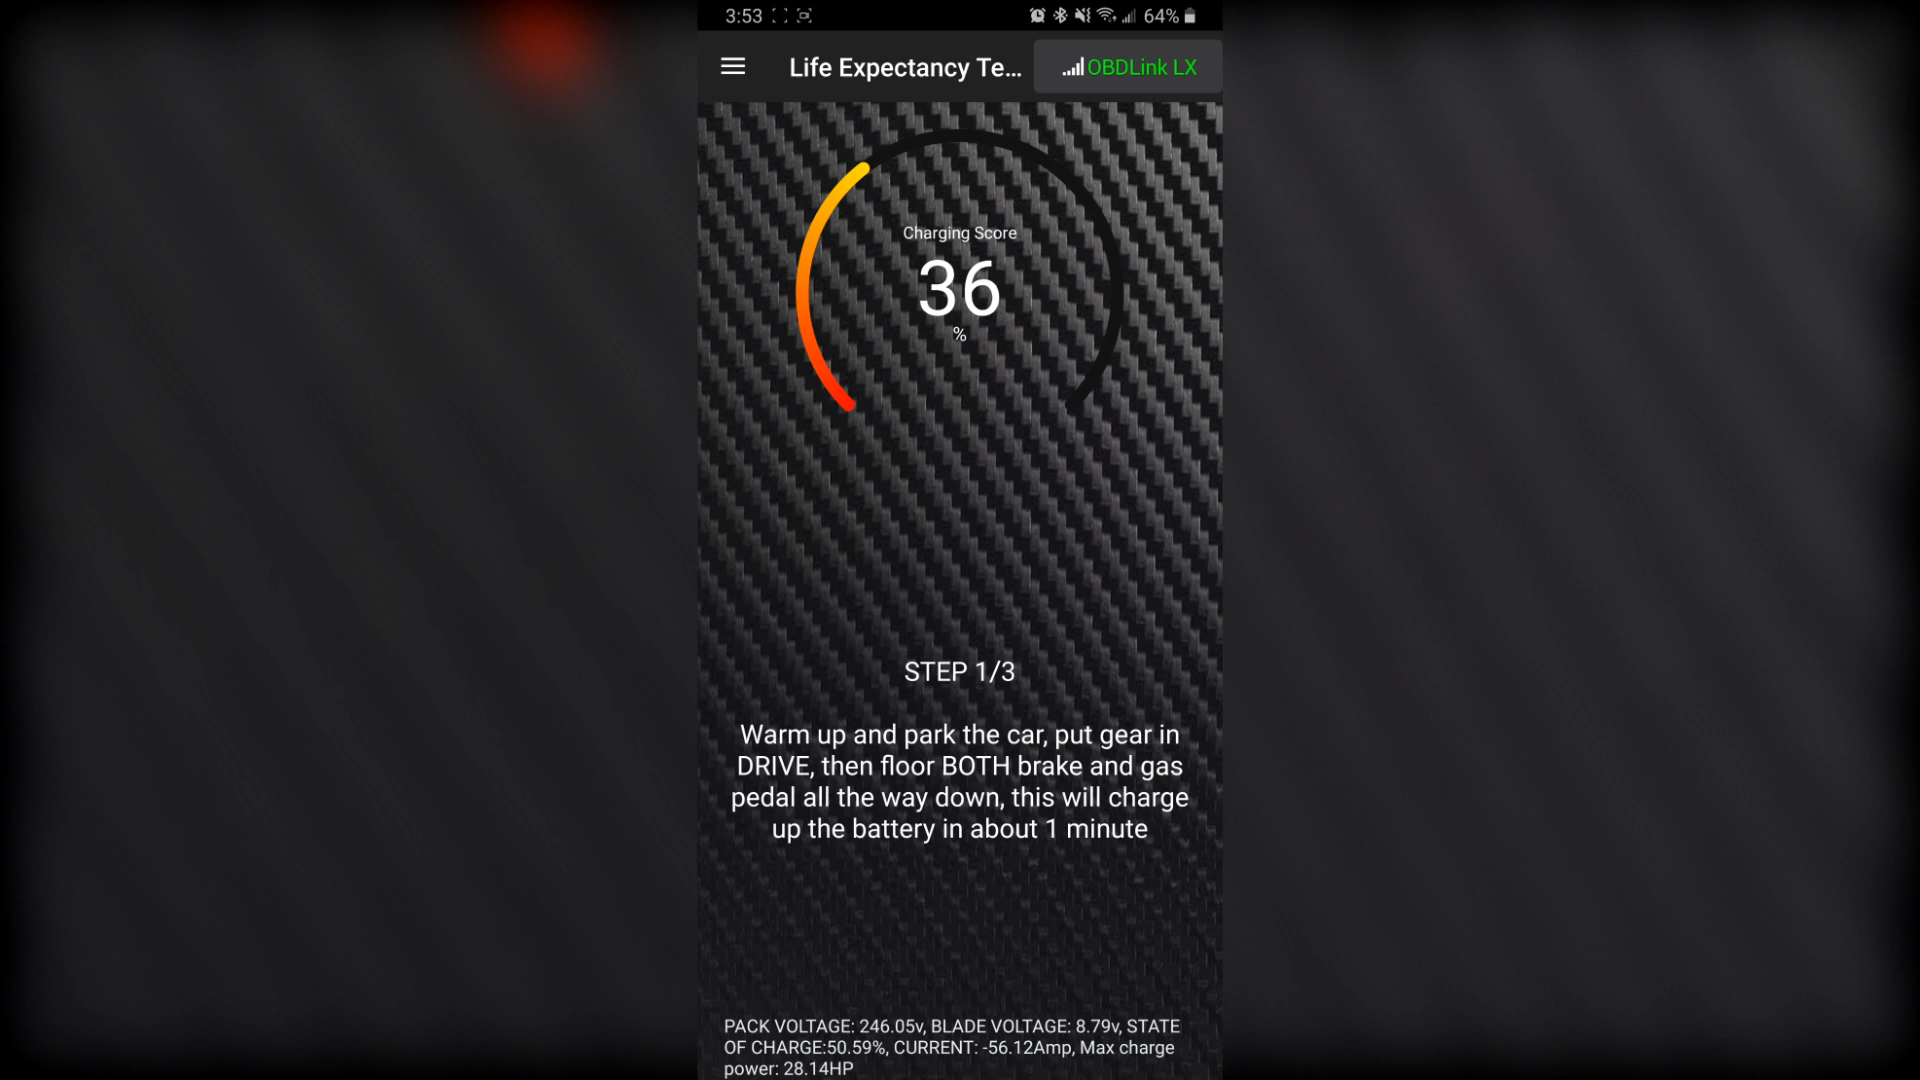 3:53
64%
Life Expectancy Te...
OBDLink LX
Charging Score
36
%
STEP 1/3
Warm up and park the car, put gear in
DRIVE, then floor BOTH brake and gas
pedal all the way down, this will charge
up the battery in about 1 minute
PACK VOLTAGE: 246.05v, BLADE VOLTAGE: 8.79v, STATE
OF CHARGE:50.59%, CURRENT: -56.12Amp, Max charge
power: 28.14HP